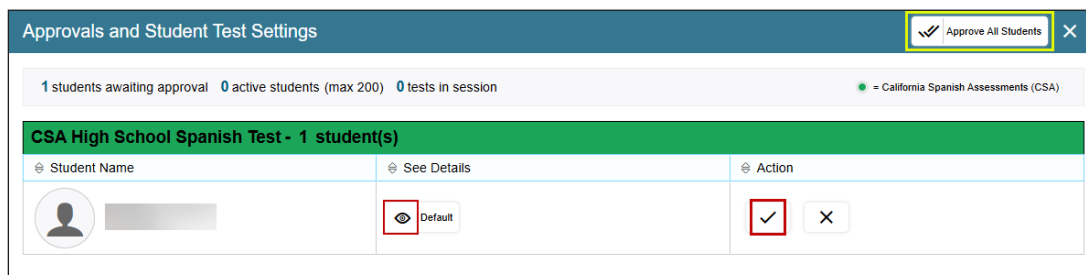 Approvals and Student Test Settings
Approve All Students
1 students awaiting approval 0 active students (max 200) 0 tests in session
= California Spanish Assessments (CSA)
CSA High School Spanish Test - 1 student(s)
Student Name See Details Action
Default